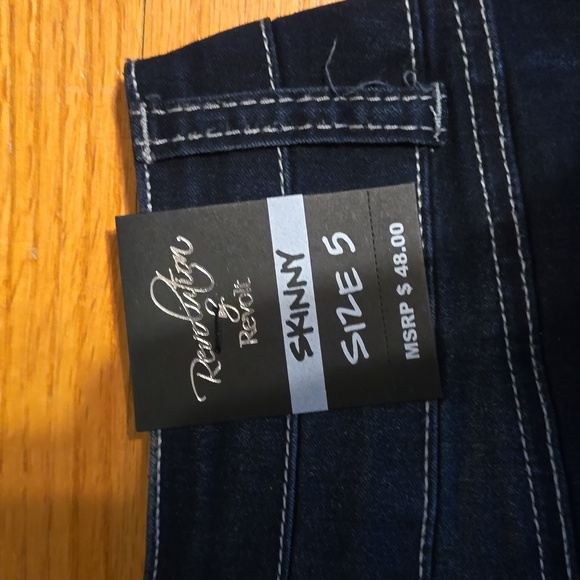 Revolution
by
Revolt
SKINNY
SIZE 5
MSRP $ 48.00